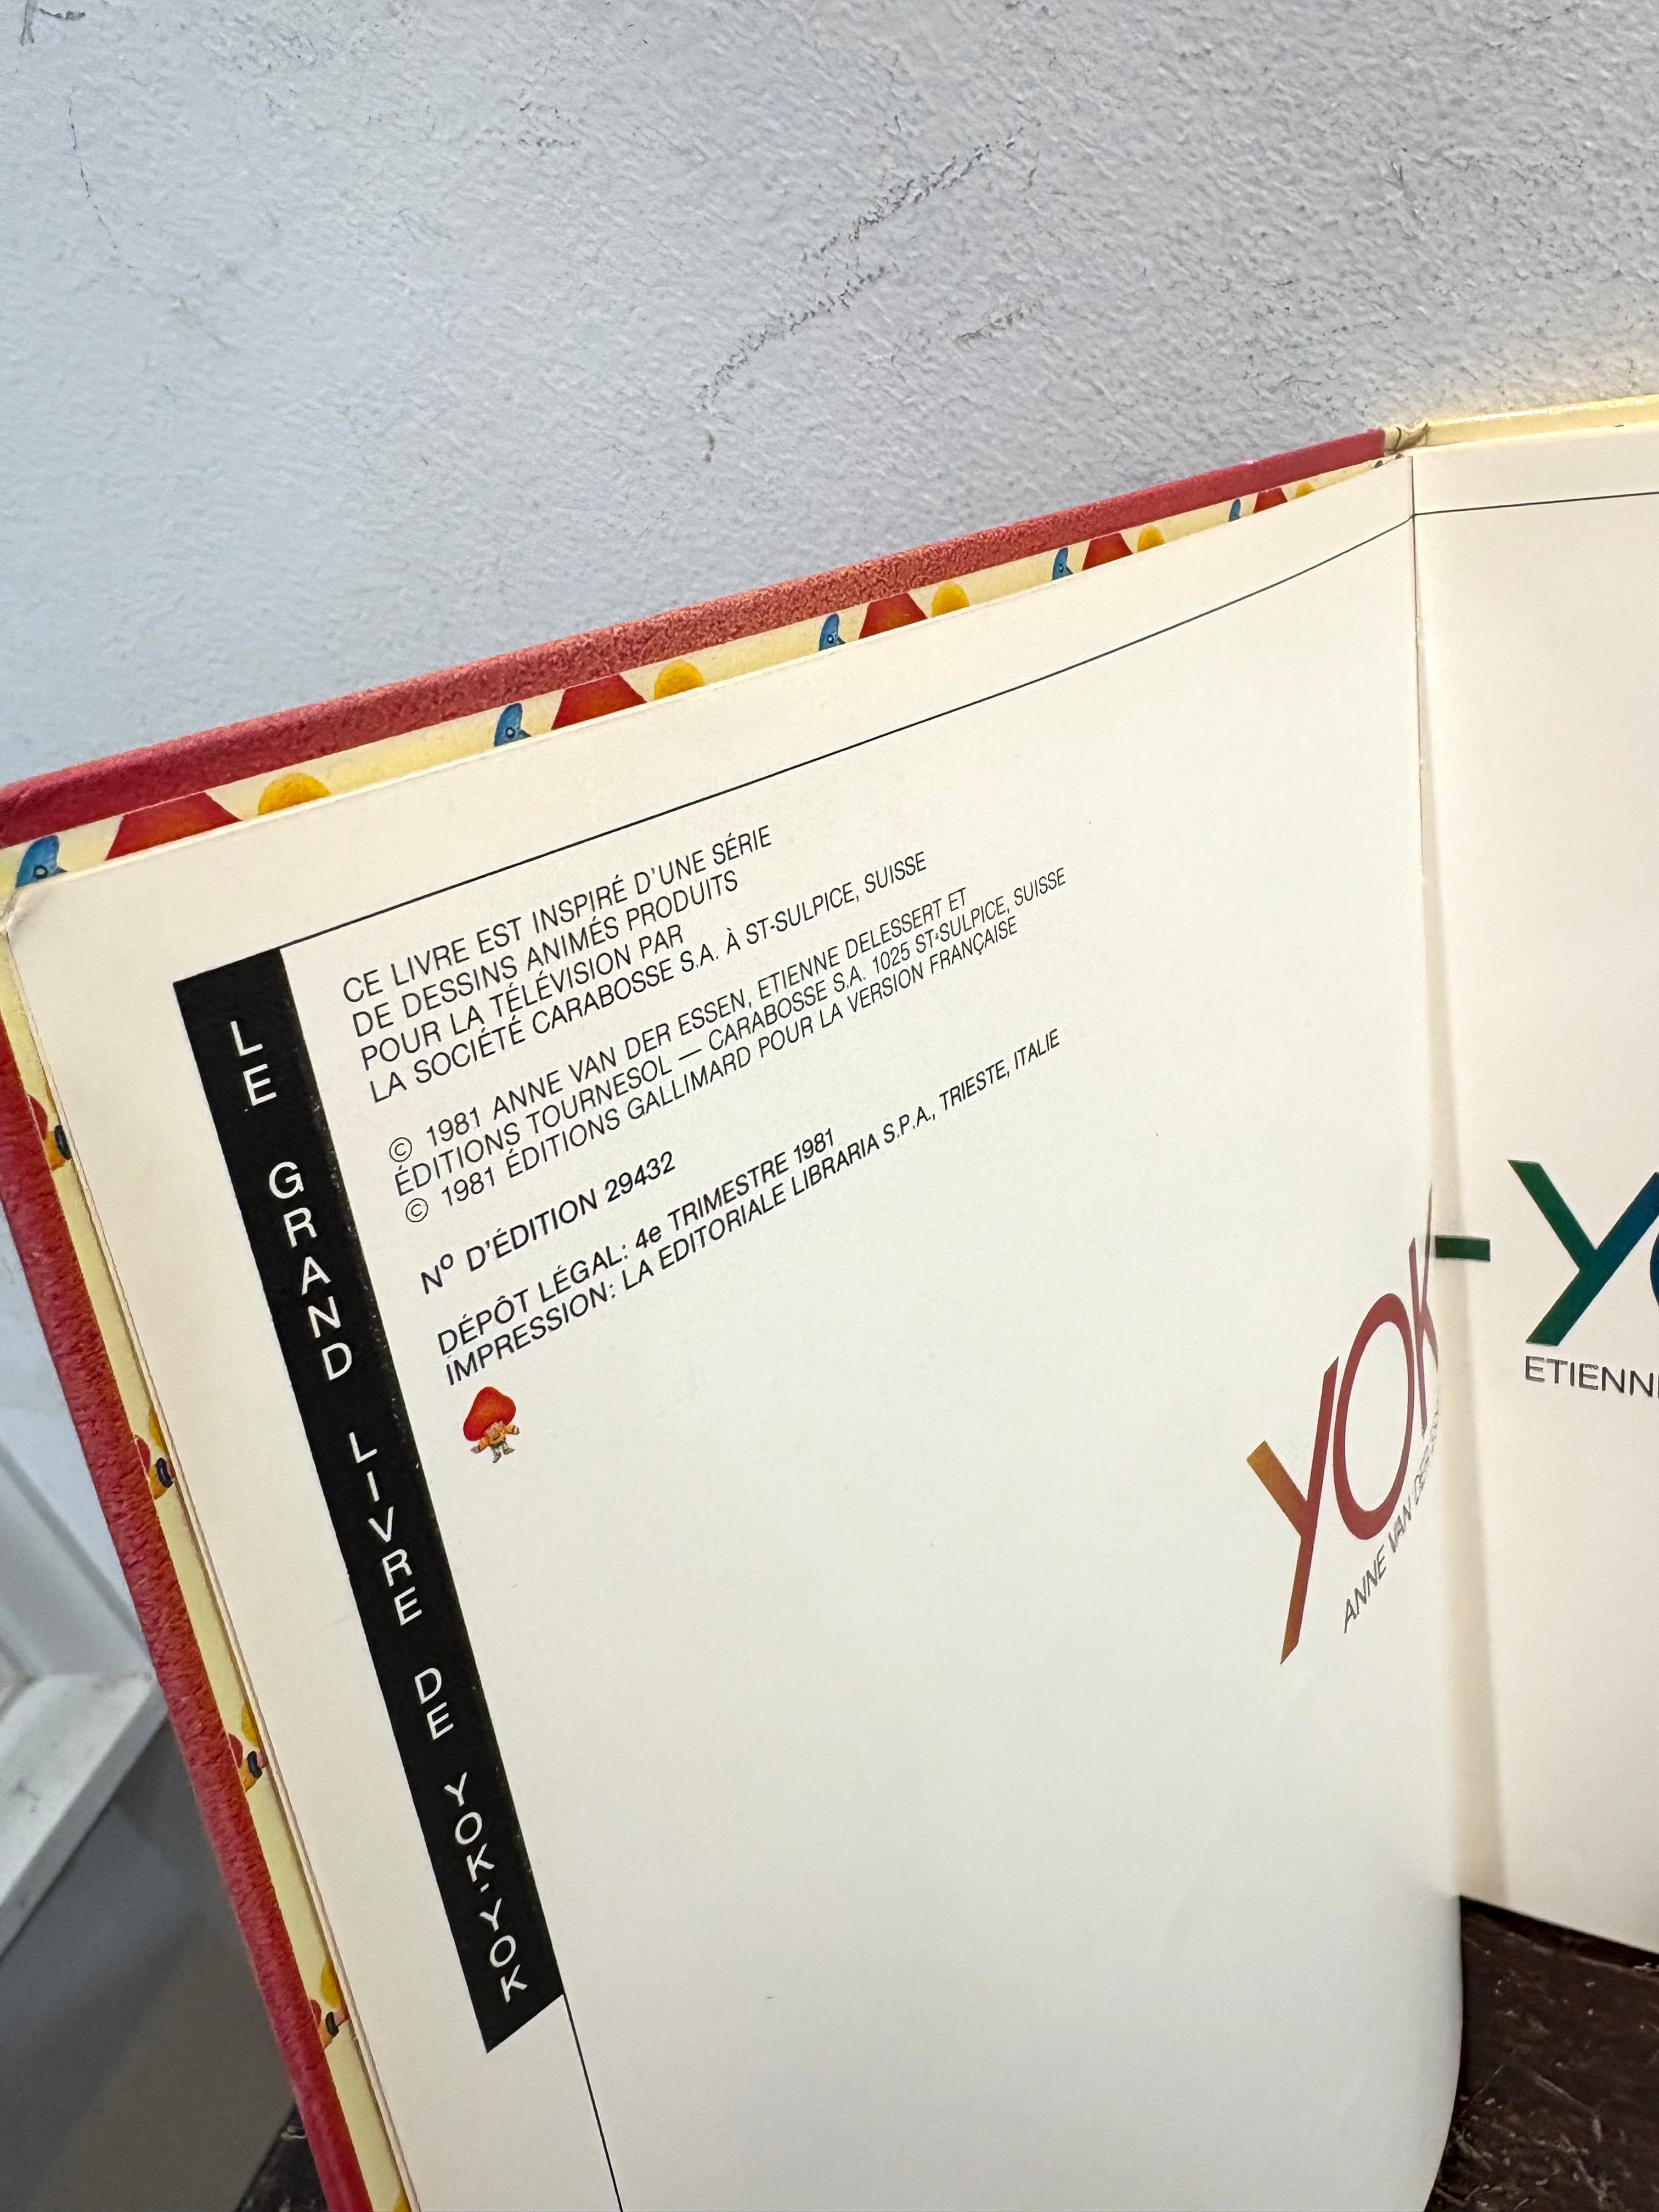 LE GRAND LIVRE DE YOK-YOK
CE LIVRE EST INSPIRÉ D'UNE SÉRIE
DE DESSINS ANIMÉS PRODUITS
POUR LA TÉLÉVISION PAR
LA SOCIÉTÉ CARABOSSE S.A. À ST-SULPICE, SUISSE
© 1981 ANNE VAN DER ESSEN, ETIENNE DELESSERT ET
ÉDITIONS TOURNESOL — CARABOSSE S.A. 1025 ST-SULPICE, SUISSE
© 1981 ÉDITIONS GALLIMARD POUR LA VERSION FRANÇAISE
Nº D'ÉDITION 29432
DÉPÔT LÉGAL: 4e TRIMESTRE 1981
IMPRESSION: LA EDITORIALE LIBRARIA S.P.A., TRIESTE, ITALIE
YOK-YO
ANNE VAN DER
ETIENN